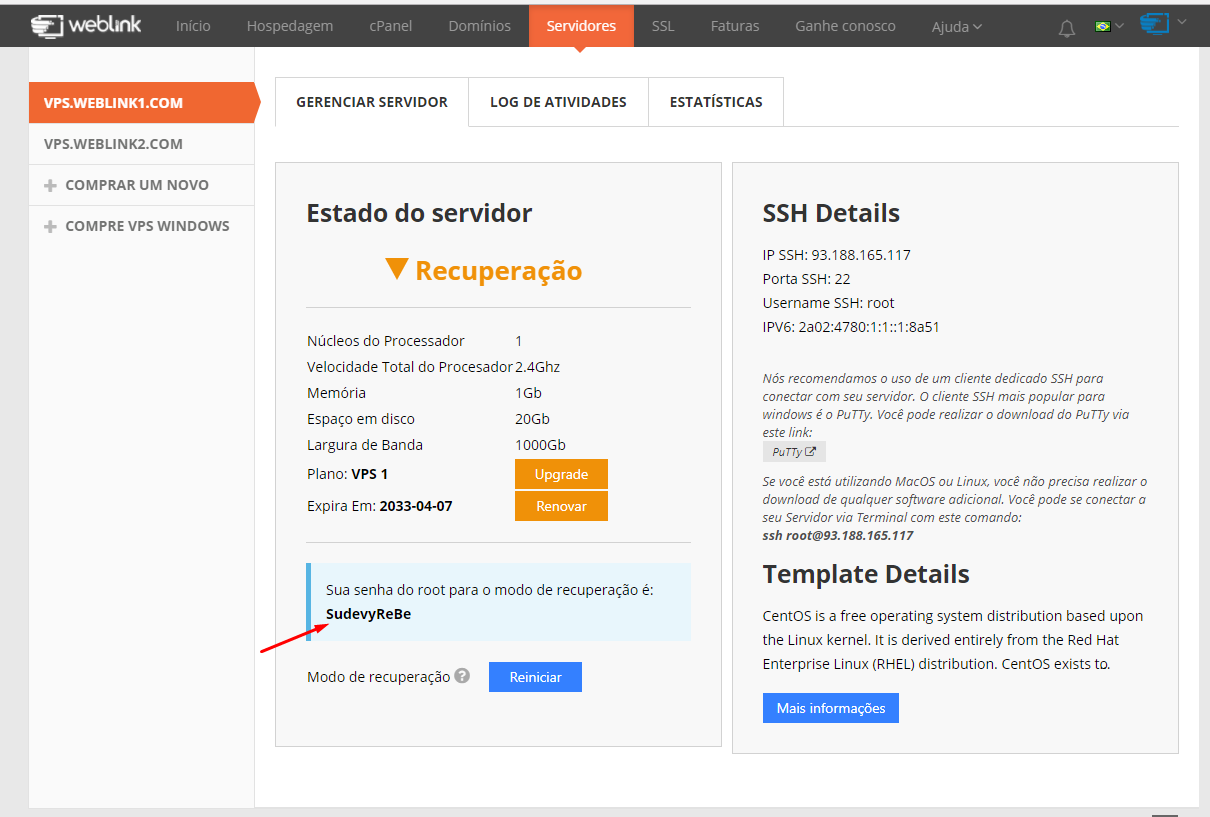 weblink
Início
Hospedagem
cPanel
Domínios
Servidores
SSL
Faturas
Ganhe conosco
Ajuda
VPS.WEBLINK1.COM
VPS.WEBLINK2.COM
COMPRAR UM NOVO
COMPRE VPS WINDOWS
GERENCIAR SERVIDOR
LOG DE ATIVIDADES
ESTATÍSTICAS
Estado do servidor
Recuperação
Núcleos do Processador 1
Velocidade Total do Procesador 2.4Ghz
Memória 1Gb
Espaço em disco 20Gb
Largura de Banda 1000Gb
Plano: VPS 1 Upgrade
Expira Em: 2033-04-07 Renovar
Sua senha do root para o modo de recuperação é:
SudevyReBe
Modo de recuperação ? Reiniciar
SSH Details
IP SSH: 93.188.165.117
Porta SSH: 22
Username SSH: root
IPV6: 2a02:4780:1:1::1:8a51
Nós recomendamos o uso de um cliente dedicado SSH para
conectar com seu servidor. O cliente SSH mais popular para
windows é o PuTTy. Você pode realizar o download do PuTTy via
este link:
PuTTy
Se você está utilizando MacOS ou Linux, você não precisa realizar o
download de qualquer software adicional. Você pode se conectar a
seu Servidor via Terminal com este comando:
ssh root@93.188.165.117
Template Details
CentOS is a free operating system distribution based upon
the Linux kernel. It is derived entirely from the Red Hat
Enterprise Linux (RHEL) distribution. CentOS exists to.
Mais informações